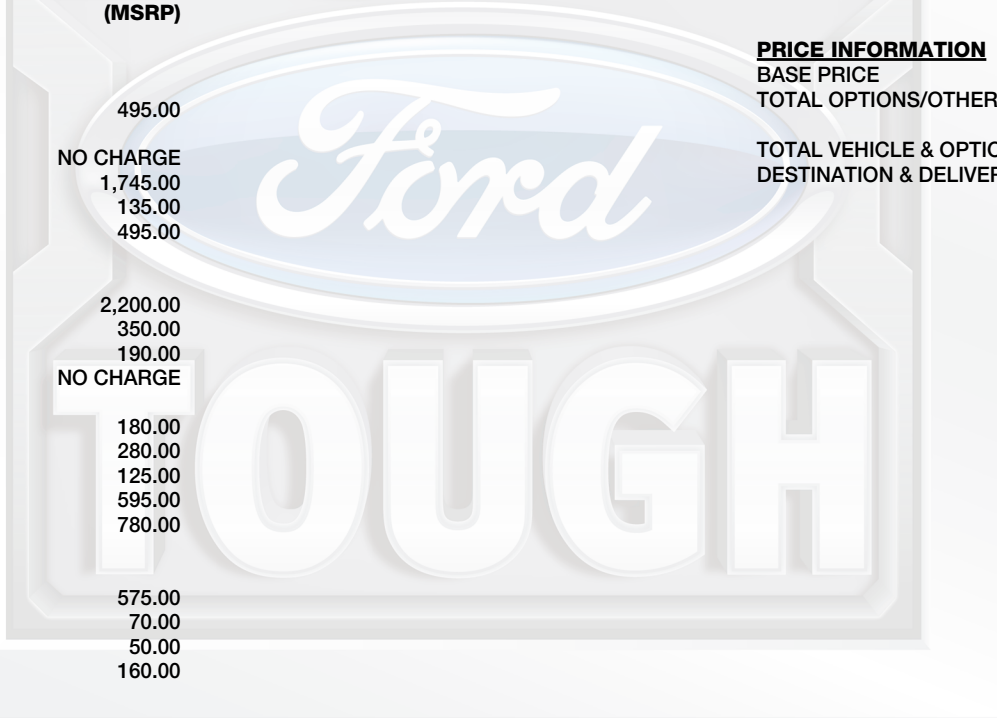 (MSRP)
495.00
NO CHARGE
1,745.00
135.00
495.00
2,200.00
350.00
190.00
NO CHARGE
180.00
280.00
125.00
595.00
780.00
575.00
70.00
50.00
160.00
PRICE INFORMATION
BASE PRICE
TOTAL OPTIONS/OTHER
TOTAL VEHICLE & OPTIO
DESTINATION & DELIVER
Ford
TOUGH